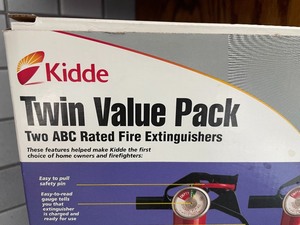 Kidde
Twin Value Pack
Two ABC Rated Fire Extinguishers
These features helped make Kidde the first
choice of home owners and firefighters:
Easy to pull
safety pin
Easy-to-read
gauge tells you
that extinguisher
is charged and
ready for use